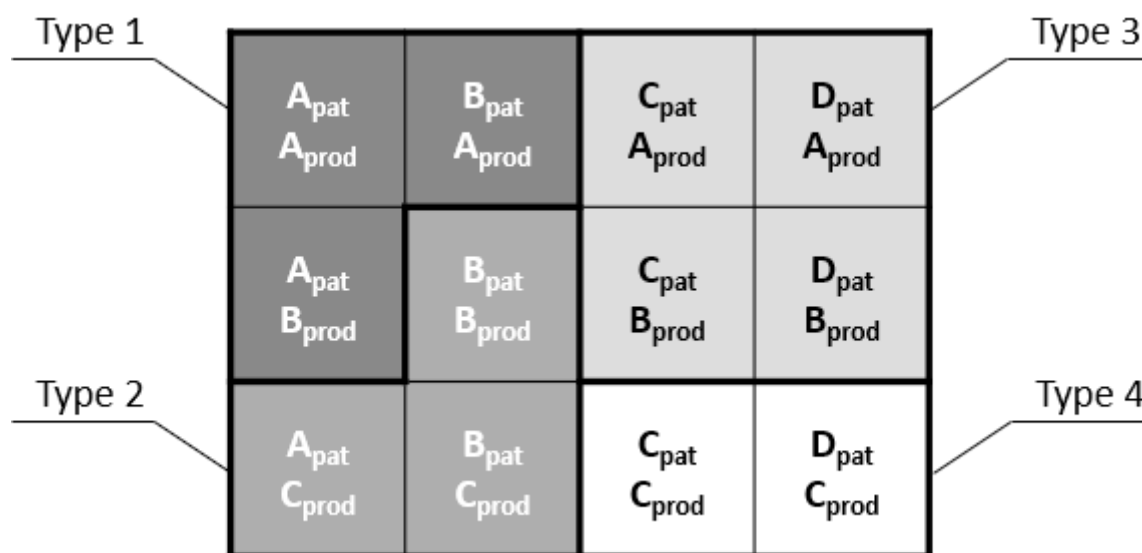 Type 1
Type 3
A_pat B_pat C_pat D_pat
A_prod A_prod A_prod A_prod
A_pat B_pat C_pat D_pat
B_prod B_prod B_prod B_prod
Type 2
Type 4
A_pat B_pat C_pat D_pat
C_prod C_prod C_prod C_prod